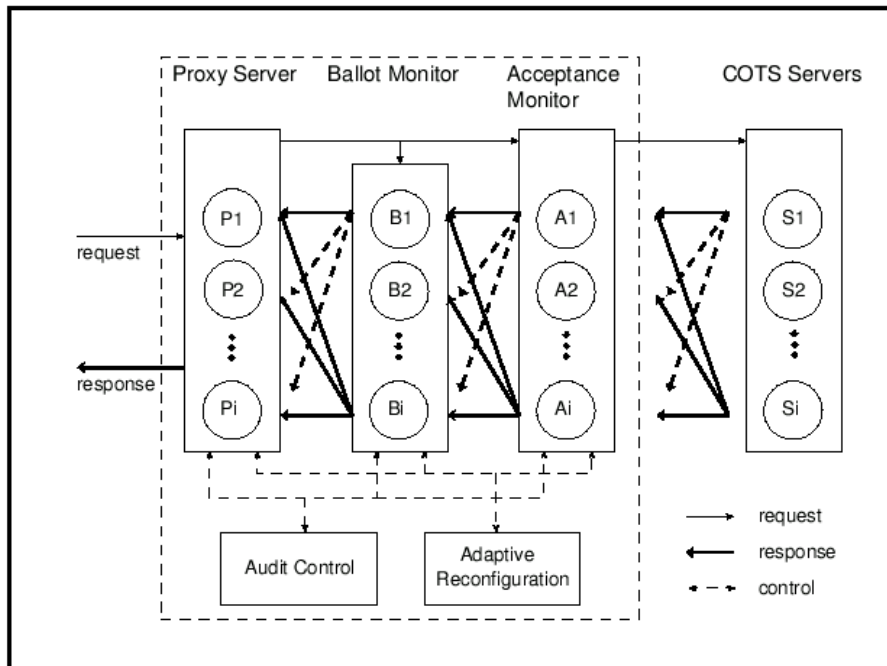 Proxy Server
Ballot Monitor
Acceptance
Monitor
COTS Servers
P1
B1
A1
S1
request
P2
B2
A2
S2
response
Pi
Bi
Ai
Si
Audit Control
Adaptive
Reconfiguration
request
response
control